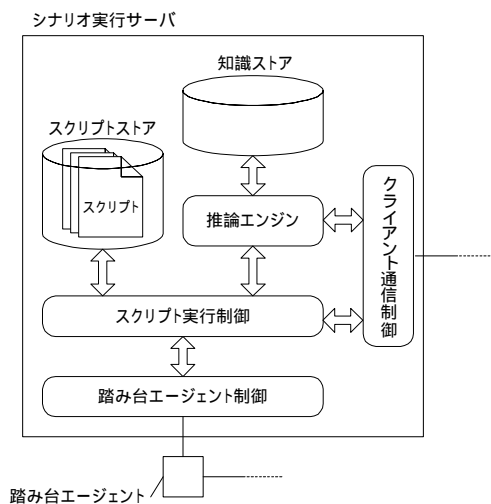 シナリオ実行サーバ
知識ストア
スクリプトストア
スクリプト
推論エンジン
クライアント通信制御
スクリプト実行制御
踏み台エージェント制御
踏み台エージェント